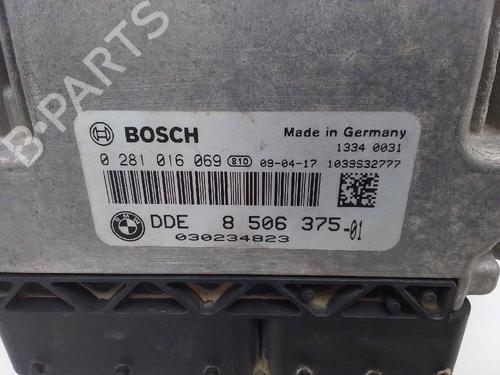 B-PARTS
BOSCH
Made in Germany
1334 0031
0 281 016 069 810 09-04-17 1039S32777
BMW
DDE 8 506 375-01
030234823